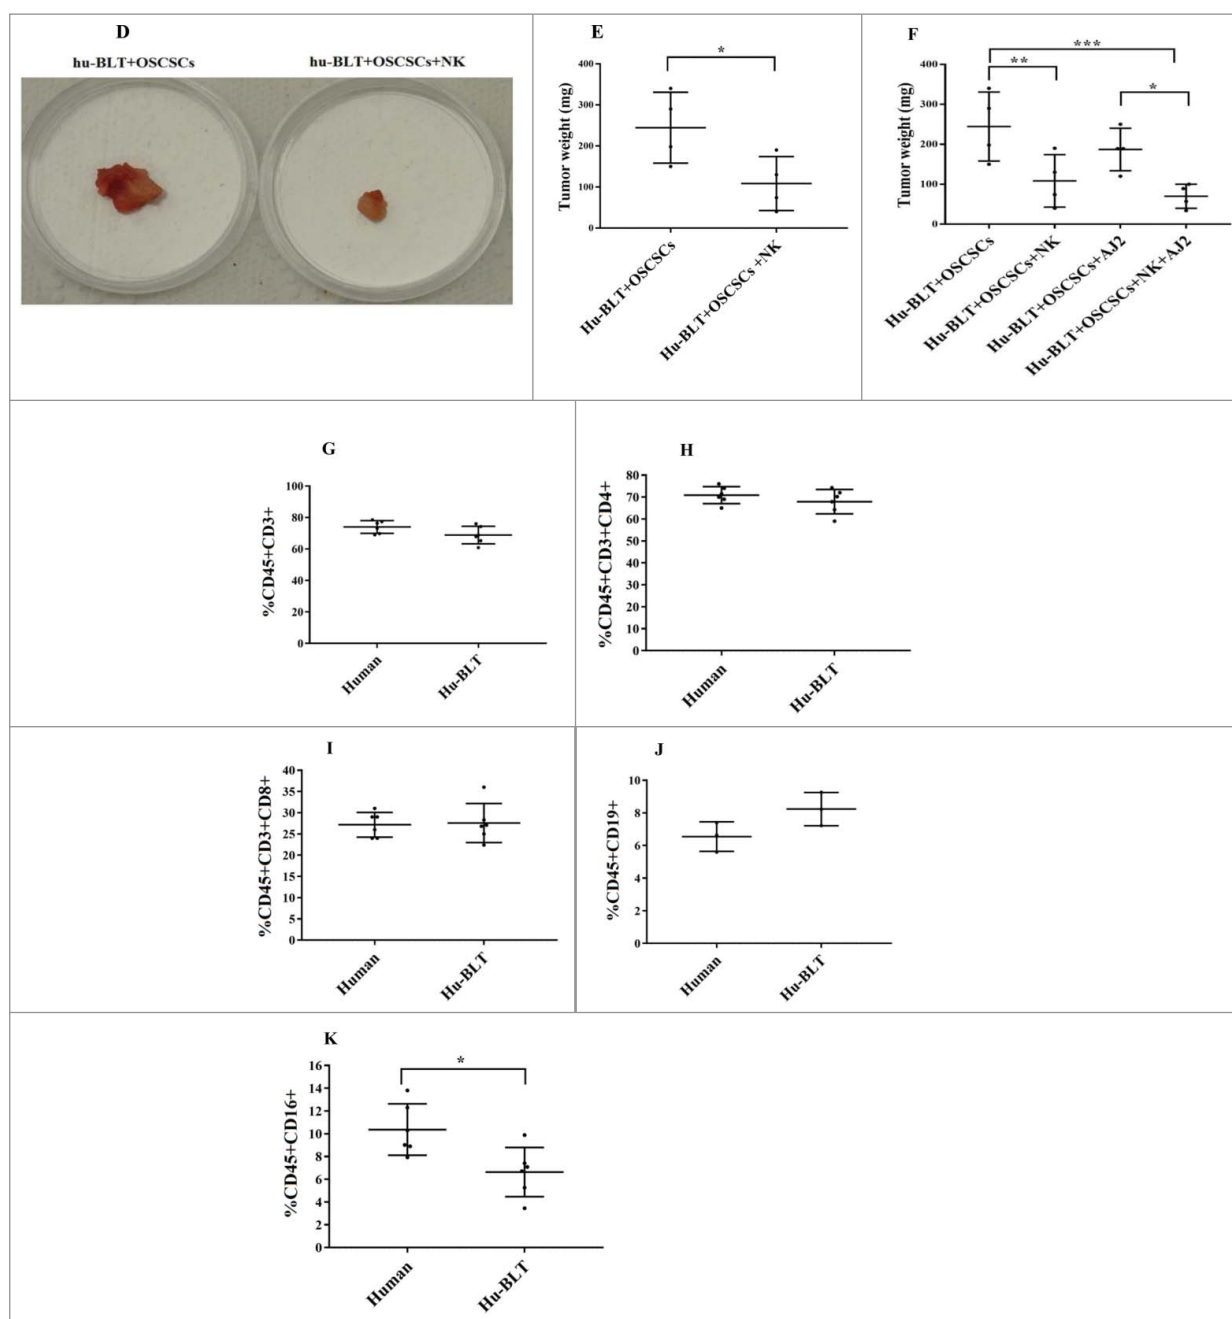 D
hu-BLT+OSCSCs
hu-BLT+OSCSCs+NK
E
*
Tumor weight (mg)
400
300
200
100
0
Hu-BLT+OSCSCs
Hu-BLT+OSCSCs +NK
F
***
**
*
Tumor weight (mg)
400
300
200
100
0
Hu-BLT+OSCSCs
Hu-BLT+OSCSCs+NK
Hu-BLT+OSCSCs+AJ2
Hu-BLT+OSCSCs+NK+AJ2
G
%CD45+CD3+
100
80
60
40
20
0
Human
Hu-BLT
H
%CD45+CD3+CD4+
80
70
60
50
40
30
20
10
0
Human
Hu-BLT
I
%CD45+CD3+CD8+
40
35
30
25
20
15
10
5
0
Human
Hu-BLT
J
%CD45+CD19+
10
8
6
4
2
0
Human
Hu-BLT
K
*
%CD45+CD16+
16
14
12
10
8
6
4
2
0
Human
Hu-BLT